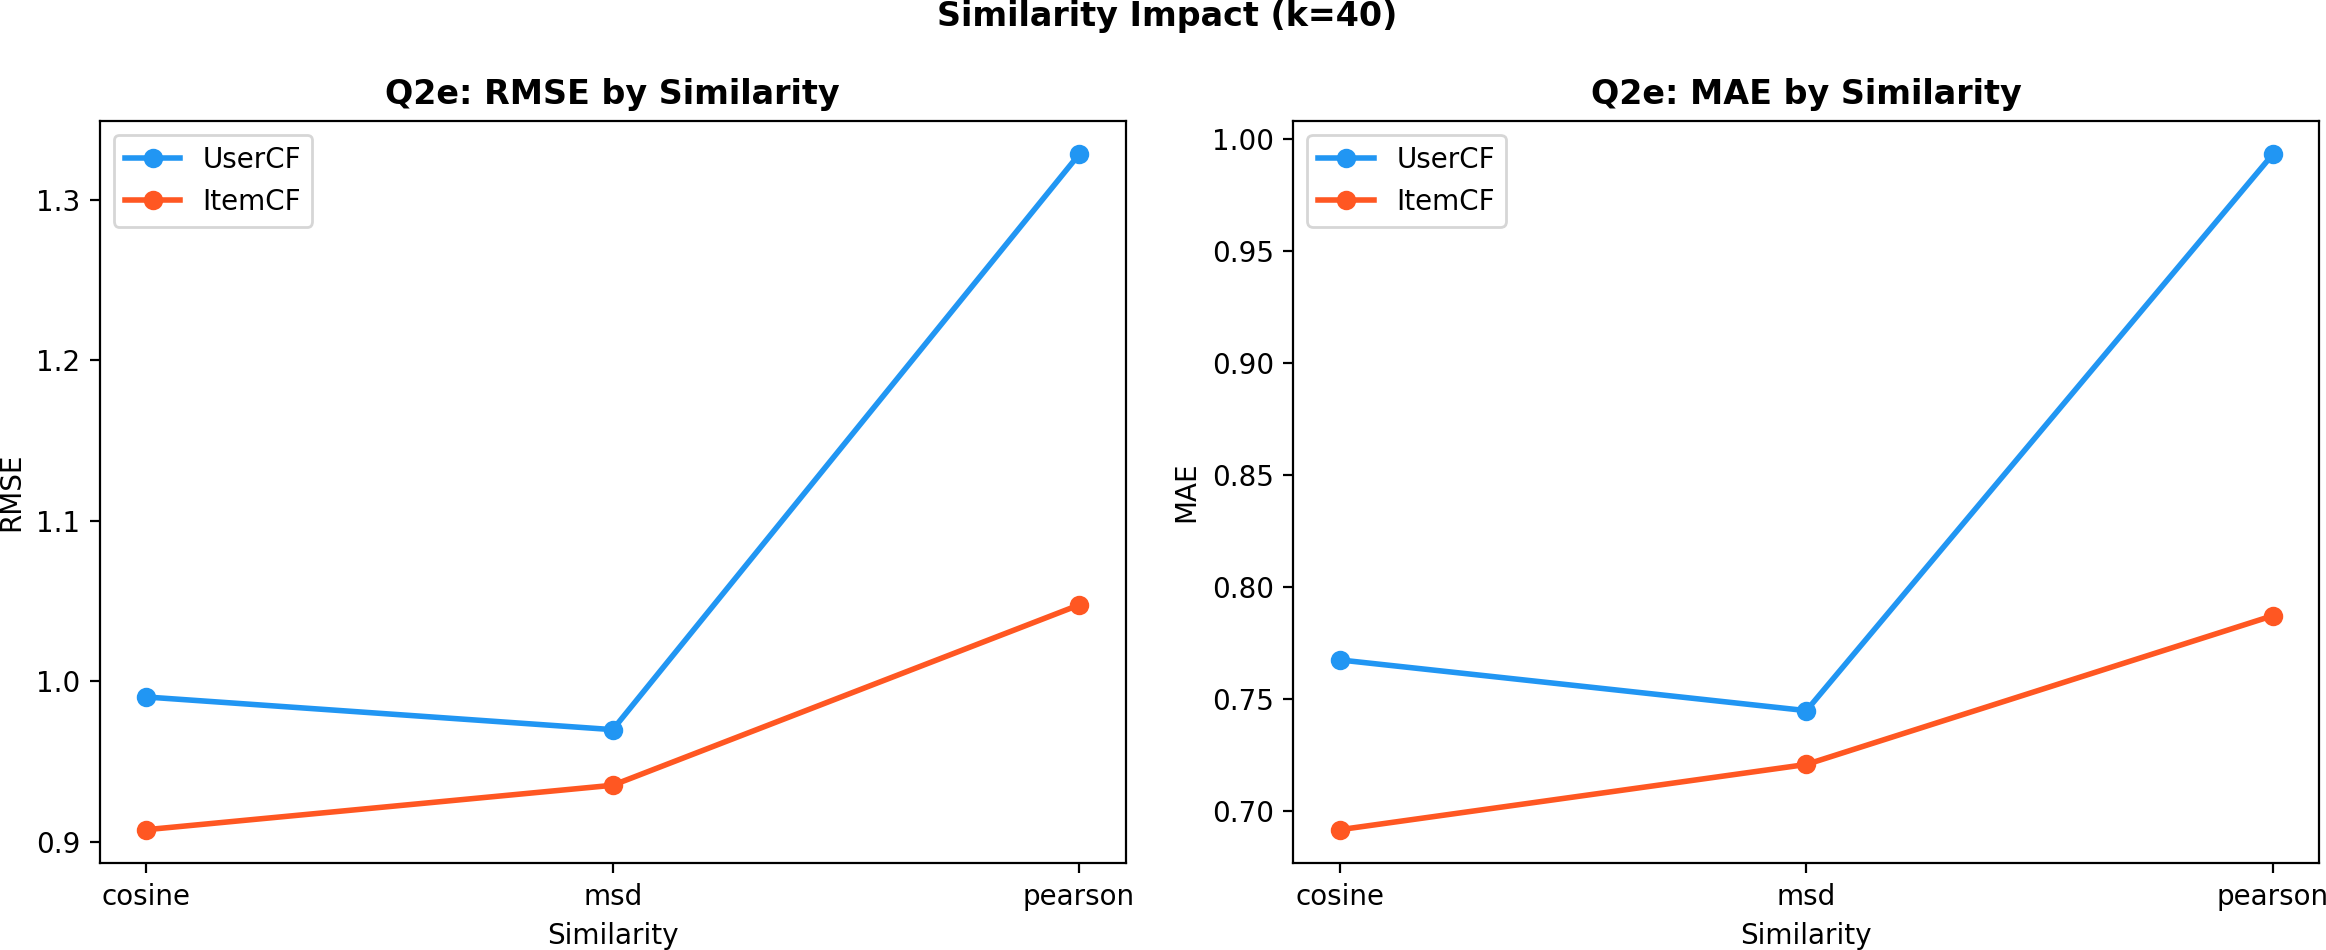 Similarity Impact (k=40)
Q2e: RMSE by Similarity
UserCF
ItemCF
1.3
1.2
1.1
1.0
0.9
RMSE
cosine
msd
pearson
Similarity
Q2e: MAE by Similarity
UserCF
ItemCF
1.00
0.95
0.90
0.85
0.80
0.75
0.70
MAE
cosine
msd
pearson
Similarity